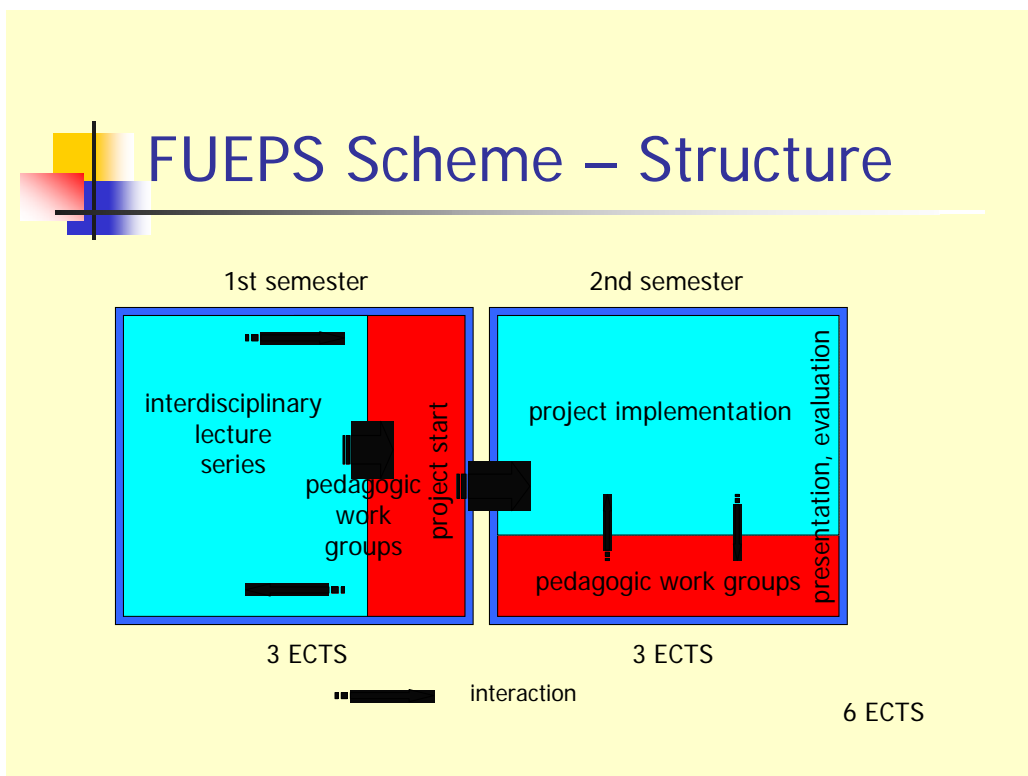 FUEPS Scheme – Structure
1st semester
2nd semester
interdisciplinary
lecture
series
pedagogic
work
groups
project start
project implementation
pedagogic work groups
presentation, evaluation
3 ECTS
3 ECTS
interaction
6 ECTS